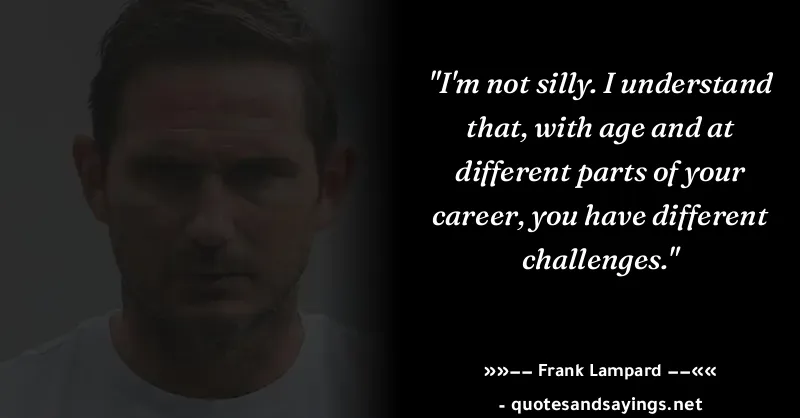 "I'm not silly. I understand
that, with age and at
different parts of your
career, you have different
challenges."
»»−− Frank Lampard −−««
- quotesandsayings.net